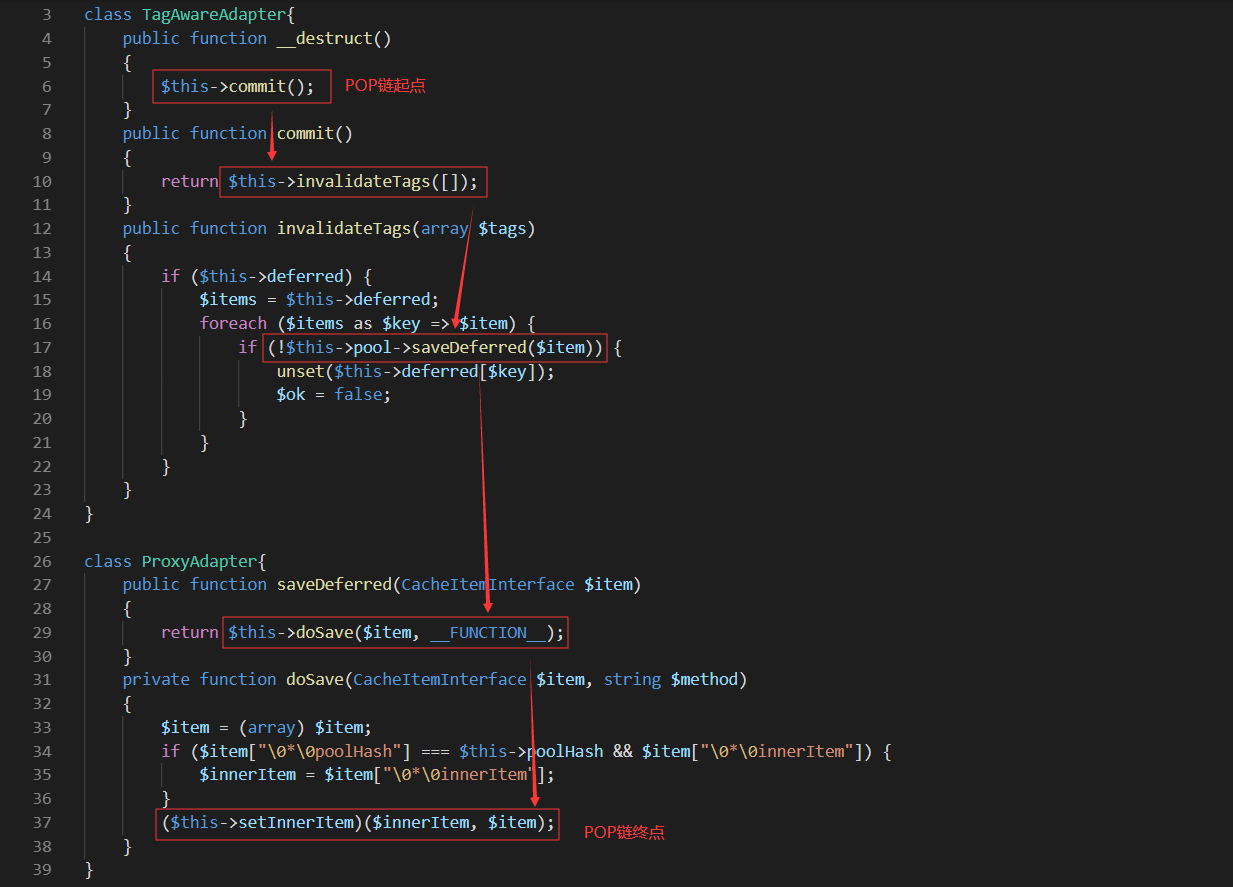 3 class TagAwareAdapter{
4 public function __destruct()
5 {
6 $this->commit(); POP链起点
7 }
8 public function commit()
9 {
10 return $this->invalidateTags([]);
11 }
12 public function invalidateTags(array $tags)
13 {
14 if ($this->deferred) {
15 $items = $this->deferred;
16 foreach ($items as $key => $item) {
17 if (!$this->pool->saveDeferred($item)) {
18 unset($this->deferred[$key]);
19 $ok = false;
20 }
21 }
22 }
23 }
24 }
25
26 class ProxyAdapter{
27 public function saveDeferred(CacheItemInterface $item)
28 {
29 return $this->doSave($item, __FUNCTION__);
30 }
31 private function doSave(CacheItemInterface $item, string $method)
32 {
33 $item = (array) $item;
34 if ($item["\0*\0poolHash"] === $this->poolHash && $item["\0*\0innerItem"]) {
35 $innerItem = $item["\0*\0innerItem"];
36 }
37 ($this->setInnerItem)($innerItem, $item); POP链终点
38 }
39 }